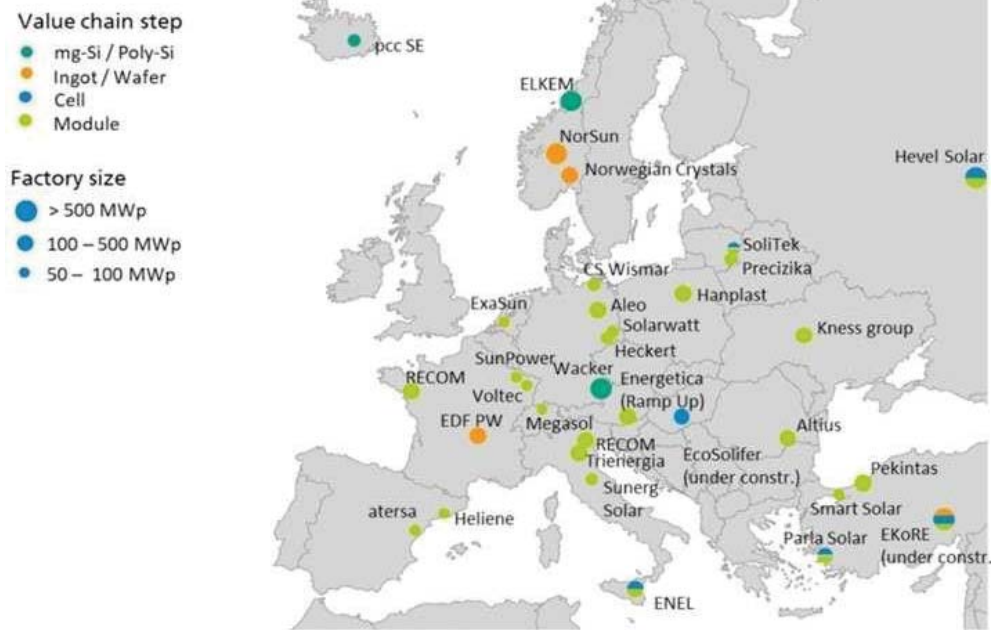 Value chain step
mg-Si / Poly-Si
Ingot / Wafer
Cell
Module
Factory size
> 500 MWp
100 – 500 MWp
50 – 100 MWp
pcc SE
ELKEM
NorSun
Norwegian Crystals
Hevel Solar
SoliTek
Precizika
CS Wismar
Hanplast
Aleo
ExaSun
Solarwatt
Kness group
Heckert
SunPower
Wacker
Energetica
(Ramp Up)
RECOM
Voltec
EDF PW
Megasol
Altius
RECOM
Trienergia
EcoSolifer
(under constr.)
Pekintas
Sunerg
Solar
Smart Solar
atersa
Heliene
Parla Solar
EKoRE
(under constr.
ENEL